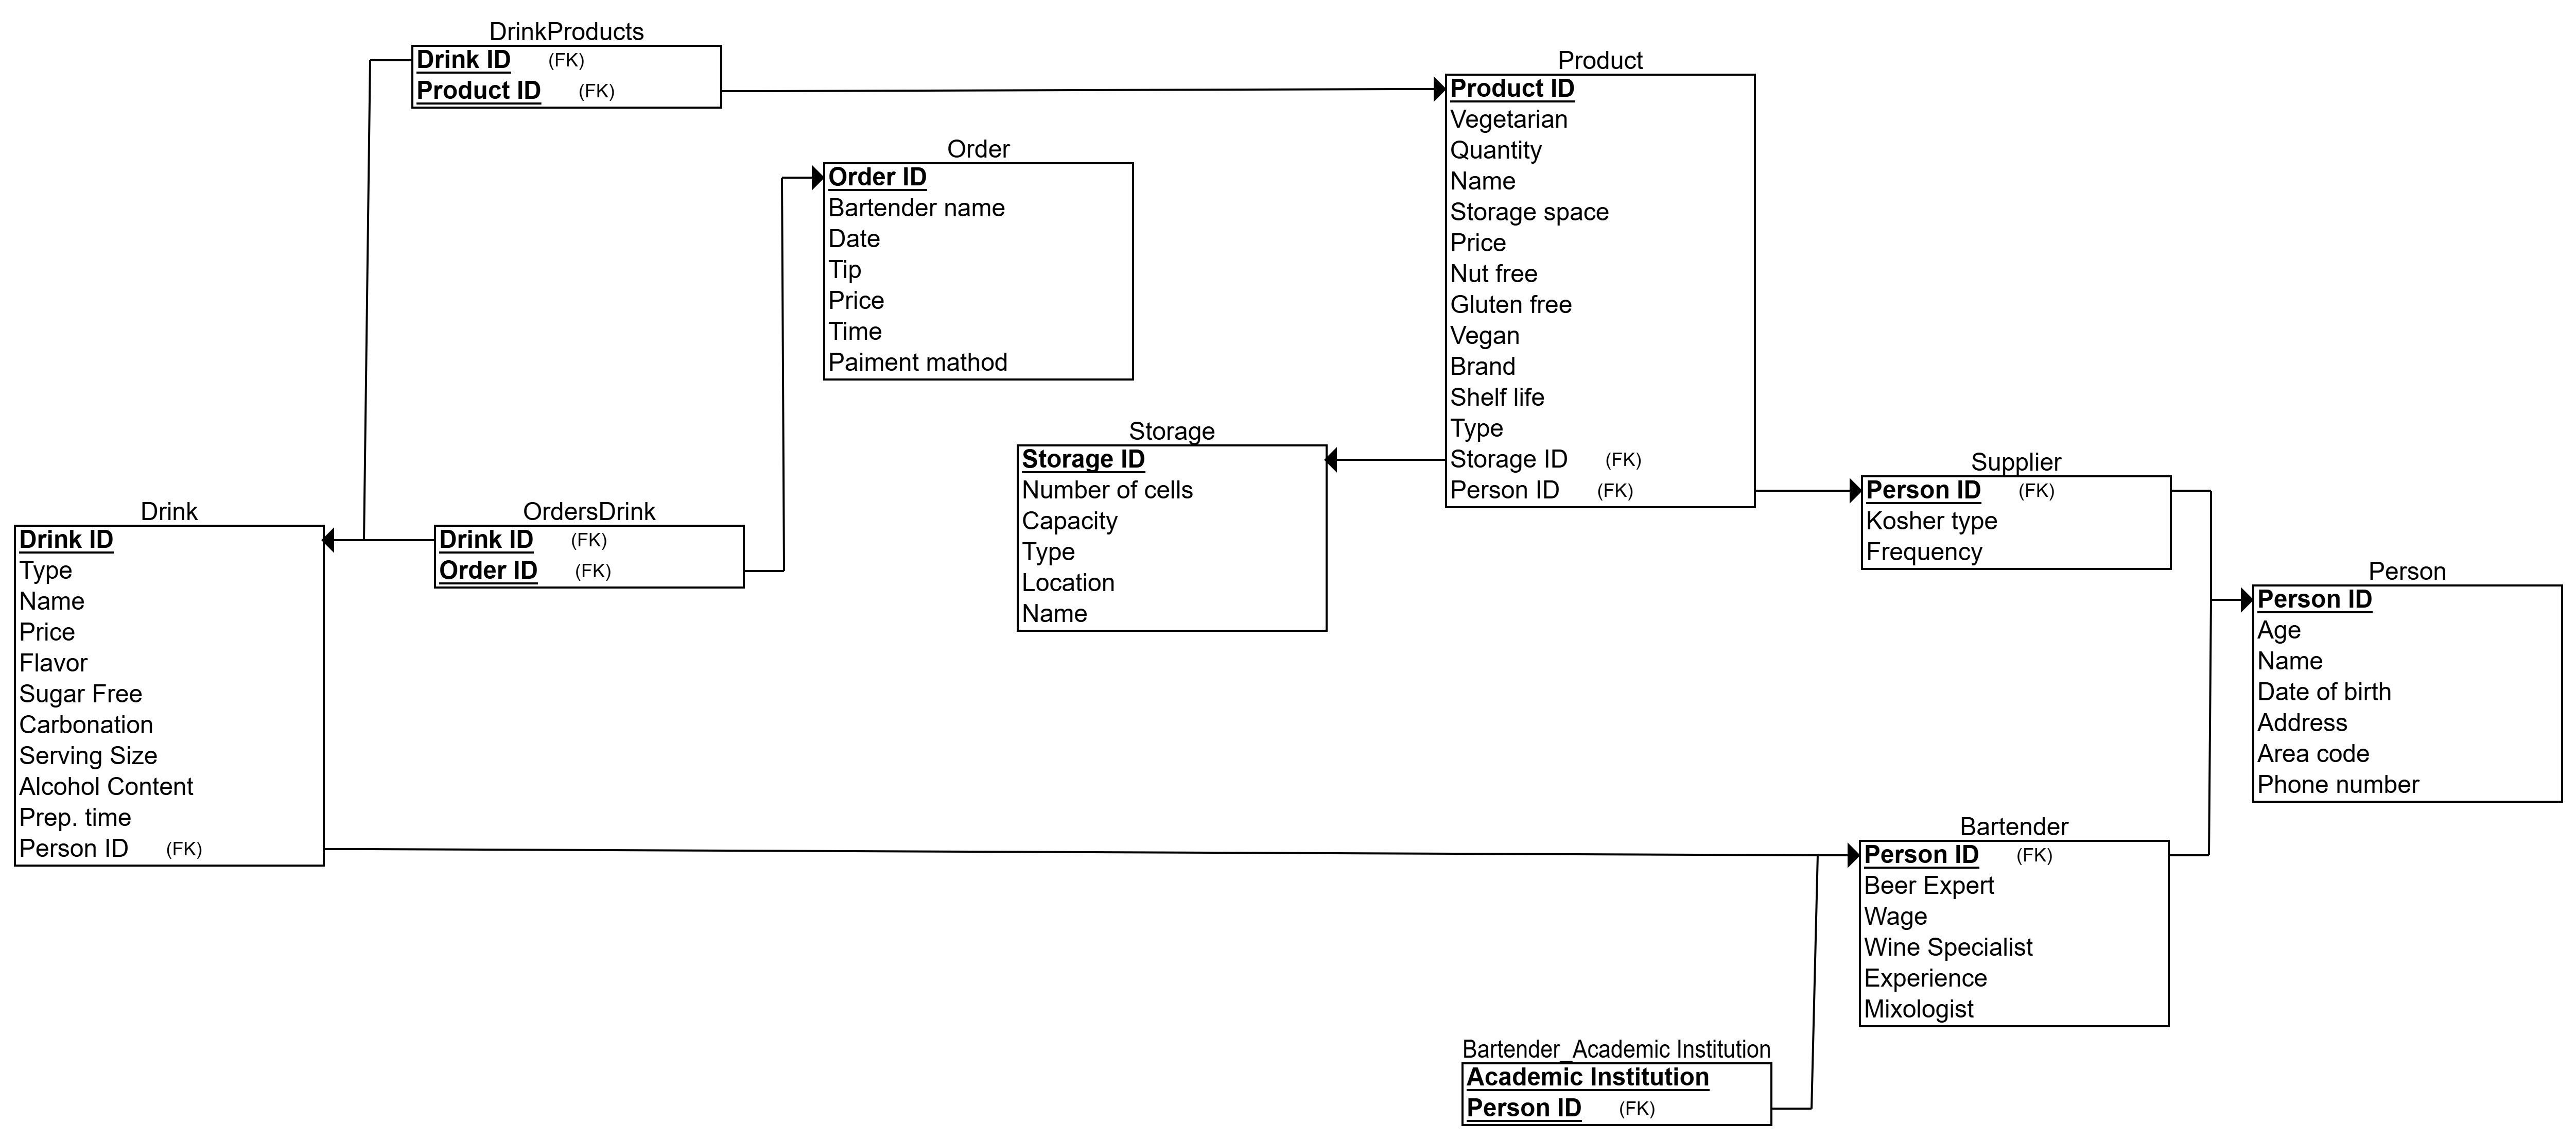 DrinkProducts
Drink ID (FK)
Product ID (FK)
Product
Product ID
Vegetarian
Quantity
Name
Storage space
Price
Nut free
Gluten free
Vegan
Brand
Shelf life
Type
Storage ID (FK)
Person ID (FK)
Order
Order ID
Bartender name
Date
Tip
Price
Time
Paiment mathod
Storage
Storage ID
Number of cells
Capacity
Type
Location
Name
Supplier
Person ID (FK)
Kosher type
Frequency
Drink
Drink ID
Type
Name
Price
Flavor
Sugar Free
Carbonation
Serving Size
Alcohol Content
Prep. time
Person ID (FK)
OrdersDrink
Drink ID (FK)
Order ID (FK)
Person
Person ID
Age
Name
Date of birth
Address
Area code
Phone number
Bartender
Person ID (FK)
Beer Expert
Wage
Wine Specialist
Experience
Mixologist
Bartender_Academic Institution
Academic Institution
Person ID (FK)